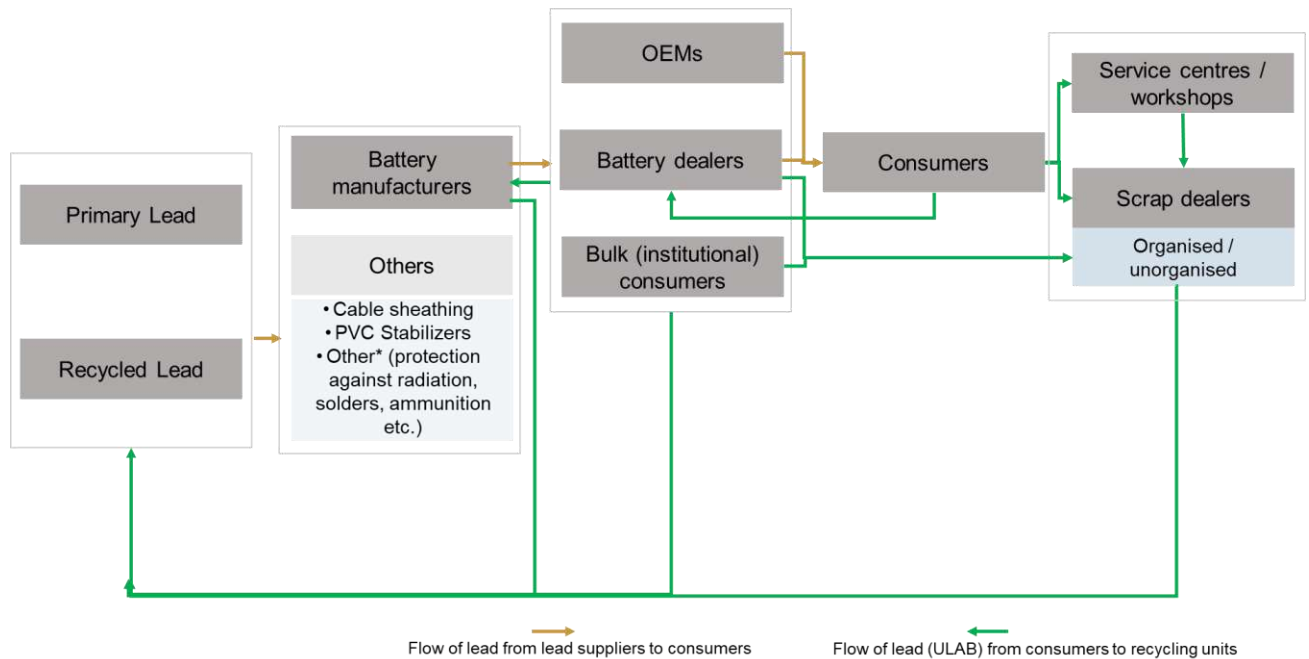 Primary Lead
Recycled Lead
Battery
manufacturers
Others
• Cable sheathing
• PVC Stabilizers
• Other* (protection
against radiation,
solders, ammunition
etc.)
OEMs
Battery dealers
Bulk (institutional)
consumers
Consumers
Service centres /
workshops
Scrap dealers
Organised /
unorganised
Flow of lead from lead suppliers to consumers
Flow of lead (ULAB) from consumers to recycling units